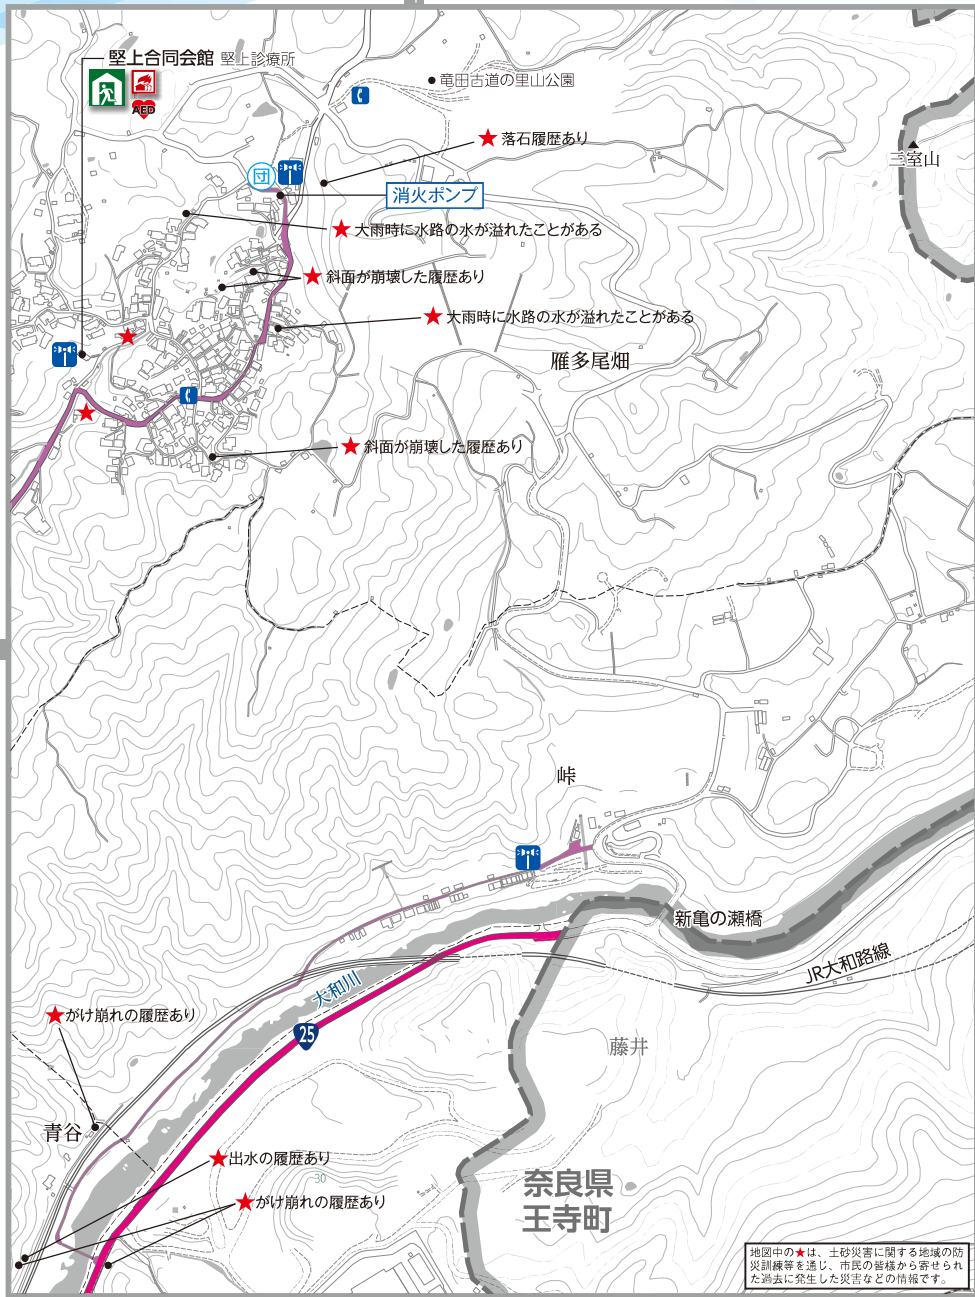 堅上合同会館 堅上診療所
AED
竜田古道の里山公園
落石履歴あり
三室山
団
消火ポンプ
大雨時に水路の水が溢れたことがある
斜面が崩壊した履歴あり
大雨時に水路の水が溢れたことがある
雁多尾畑
斜面が崩壊した履歴あり
峠
新亀の瀬橋
JR大和路線
大和川
25
がけ崩れの履歴あり
藤井
青谷
出水の履歴あり
30
奈良県
王寺町
がけ崩れの履歴あり
地図中の★は、土砂災害に関する地域の防
災訓練等を通じ、市民の皆様から寄せられ
た過去に発生した災害などの情報です。